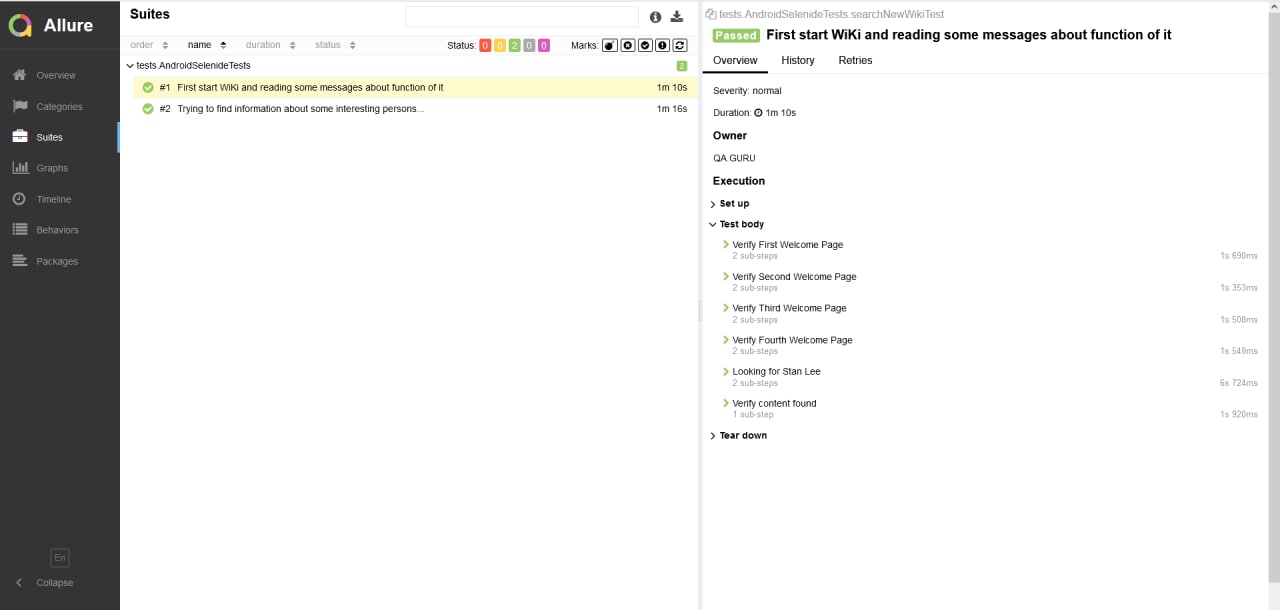 Allure
Overview
Categories
Suites
Graphs
Timeline
Behaviors
Packages
En
Collapse
Suites
order name duration status Status: 0 0 2 0 0 Marks:
tests.AndroidSelenideTests 2
#1 First start WiKi and reading some messages about function of it 1m 10s
#2 Trying to find information about some interesting persons... 1m 16s
tests.AndroidSelenideTests.searchNewWikiTest
Passed First start WiKi and reading some messages about function of it
Overview History Retries
Severity: normal
Duration: 1m 10s
Owner
QA.GURU
Execution
Set up
Test body
Verify First Welcome Page
2 sub-steps 1s 690ms
Verify Second Welcome Page
2 sub-steps 1s 353ms
Verify Third Welcome Page
2 sub-steps 1s 508ms
Verify Fourth Welcome Page
2 sub-steps 1s 549ms
Looking for Stan Lee
2 sub-steps 6s 724ms
Verify content found
1 sub-step 1s 920ms
Tear down